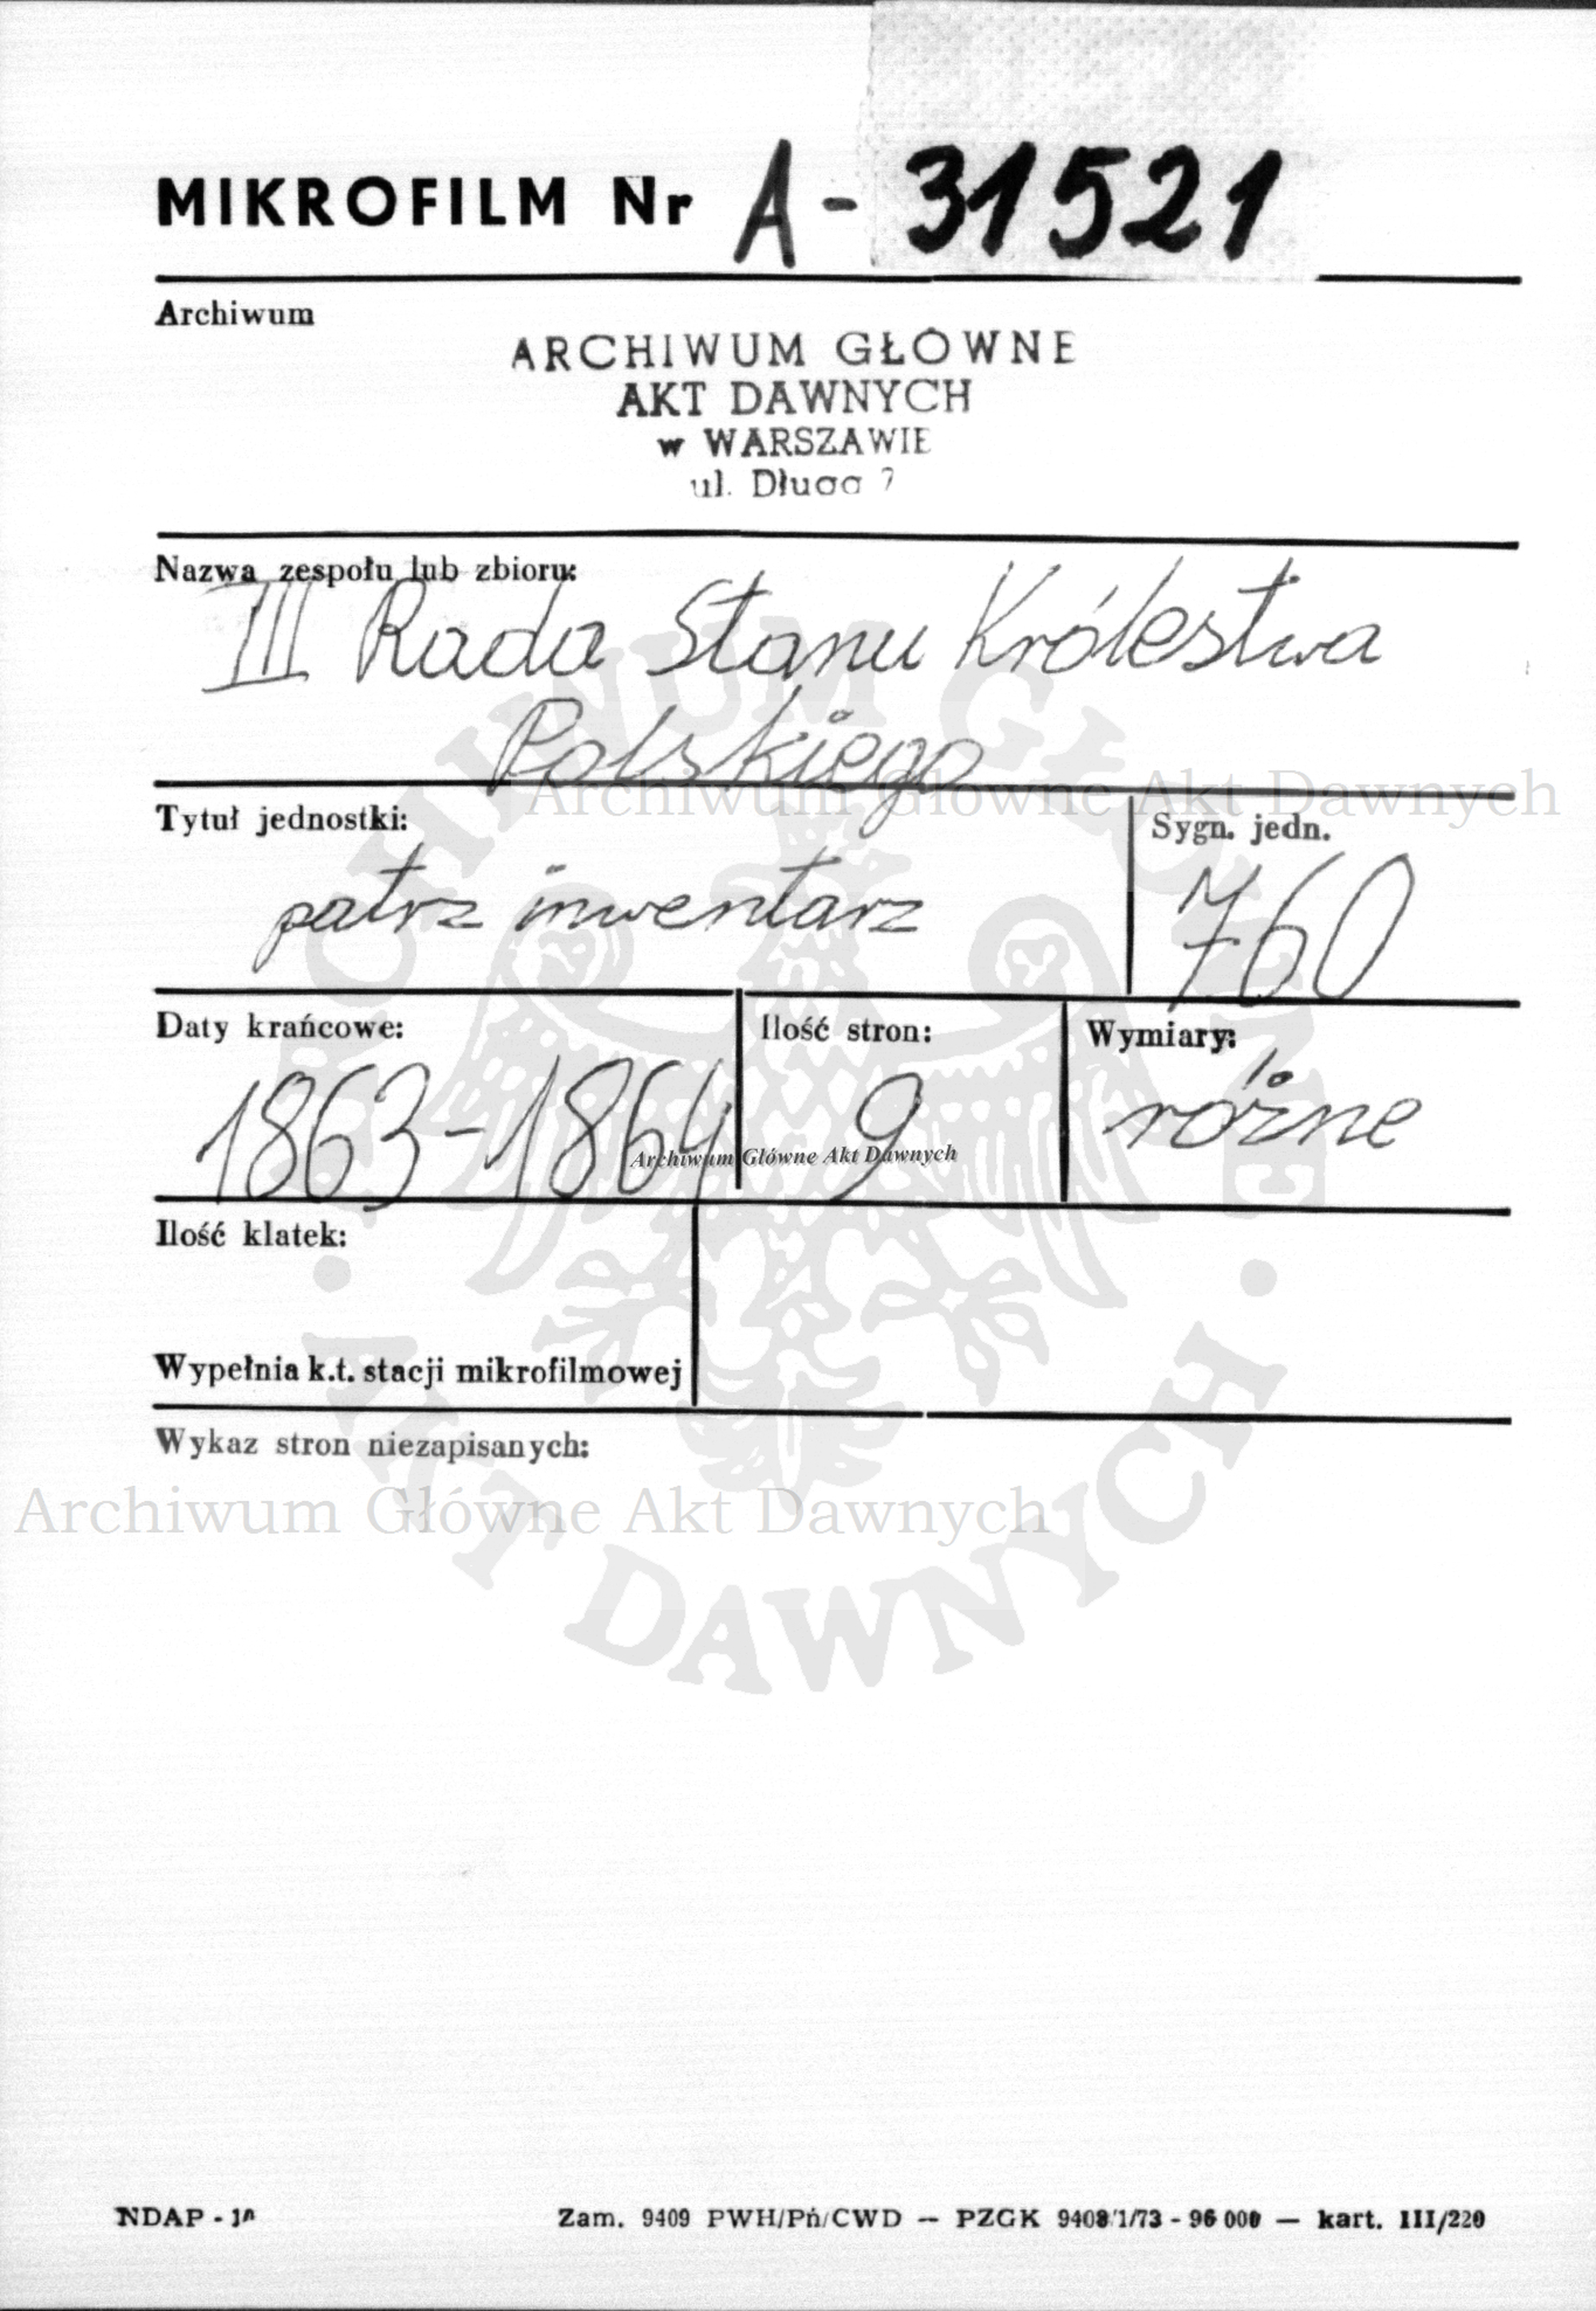 MIKROFILM Nr A - 31521
Archiwum
ARCHIWUM GŁÓWNE
AKT DAWNYCH
w WARSZAWIE
ul. Długa 7
Nazwa zespołu lub zbioru:
III Rada Stanu Królestwa
Polskiego
Archiwum Główne Akt Dawnych
Tytuł jednostki:
patrz inwentarz
Sygn. jedn.
760
Daty krańcowe:
1863-1864
Ilość stron:
9
Wymiary:
różne
Archiwum Główne Akt Dawnych
Ilość klatek:
Wypełnia k.t. stacji mikrofilmowej
Wykaz stron niezapisanych:
Archiwum Główne Akt Dawnych
ARCHIWUM GŁÓWNE
· AKT DAWNYCH ·
NDAP -
Zam. 9409 PWH/Pń/CWD — PZGK 9408/1/73 - 96 000 — kart. III/220